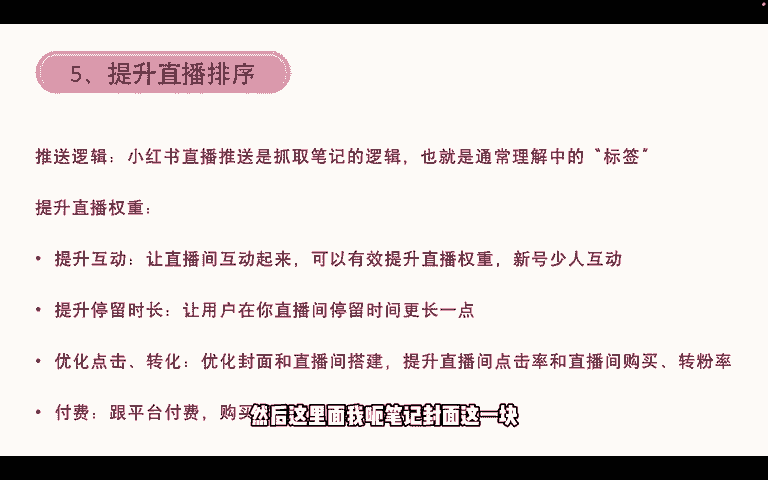 5、提升直播排序
推送逻辑：小红书直播推送是抓取笔记的逻辑，也就是通常理解中的“标签”
提升直播权重：
• 提升互动：让直播间互动起来，可以有效提升直播权重，新号少人互动
• 提升停留时长：让用户在你直播间停留时间更长一点
• 优化点击、转化：优化封面和直播间搭建，提升直播间点击率和直播间购买、转粉率
• 付费：跟平台付费，购买
然后这里面我呃笔记封面这一块